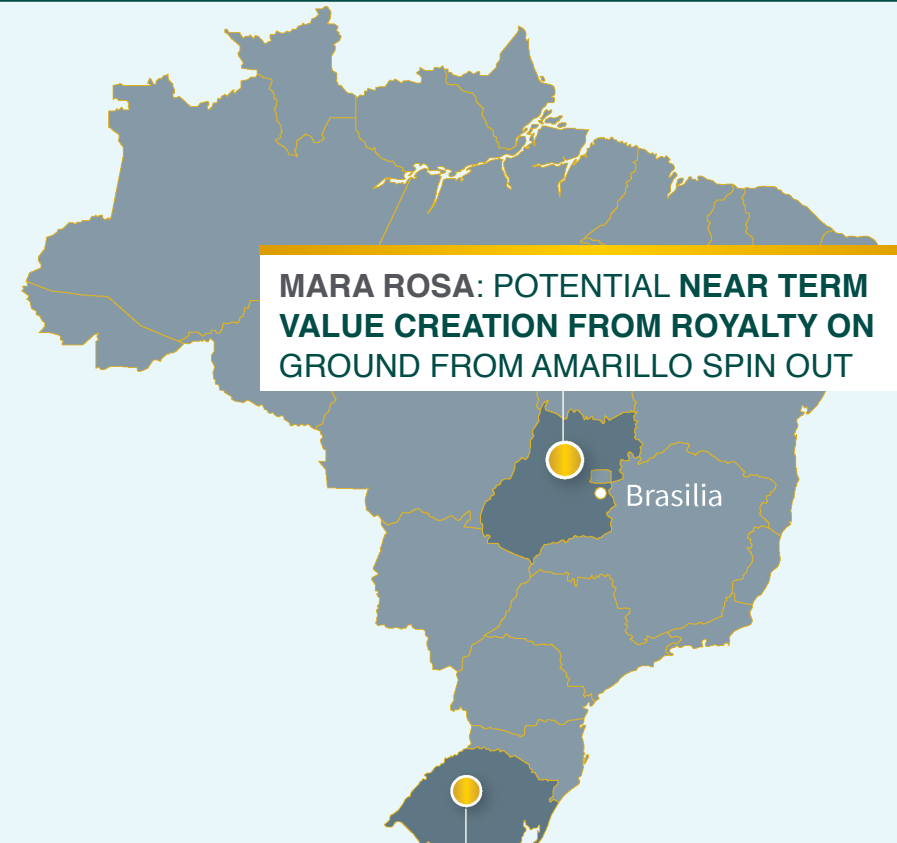 MARA ROSA: POTENTIAL NEAR TERM
VALUE CREATION FROM ROYALTY ON
GROUND FROM AMARILLO SPIN OUT
Brasilia